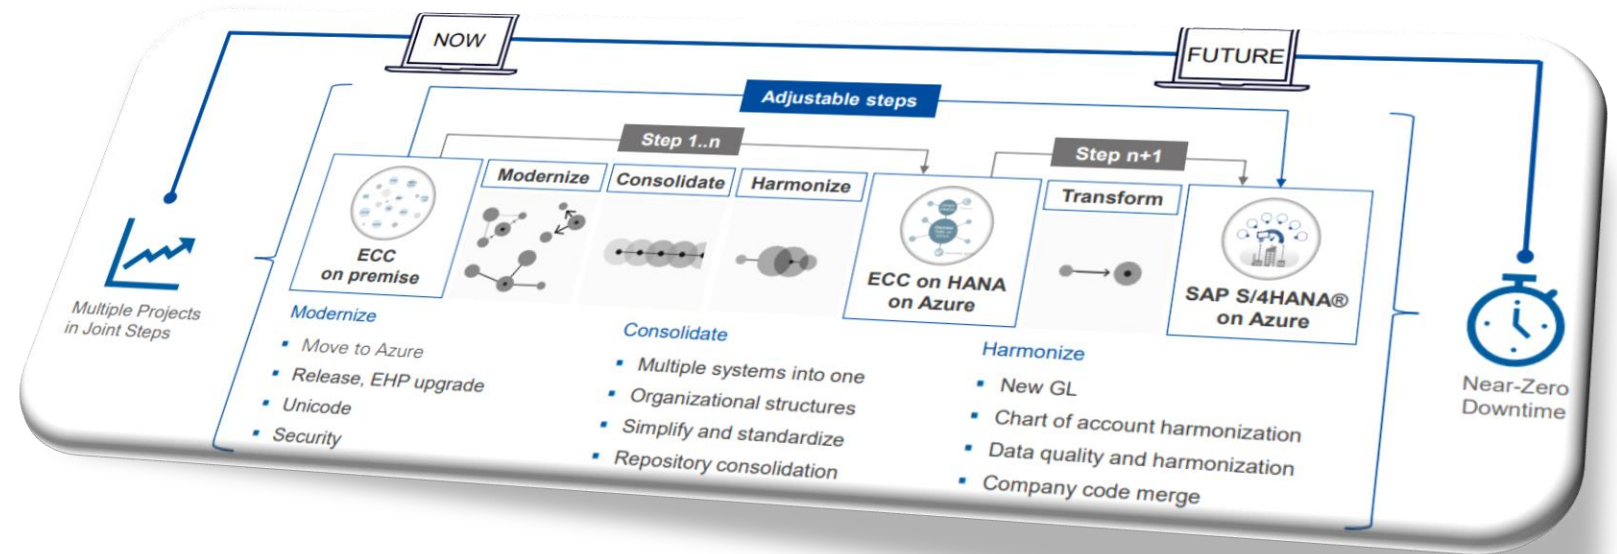 NOW
FUTURE
Adjustable steps
Step 1..n
Step n+1
Modernize
Consolidate
Harmonize
Transform
ECC
on premise
ECC on HANA
on Azure
SAP S/4HANA®
on Azure
Multiple Projects
in Joint Steps
Near-Zero
Downtime
Modernize
Move to Azure
Release, EHP upgrade
Unicode
Security
Consolidate
Multiple systems into one
Organizational structures
Simplify and standardize
Repository consolidation
Harmonize
New GL
Chart of account harmonization
Data quality and harmonization
Company code merge